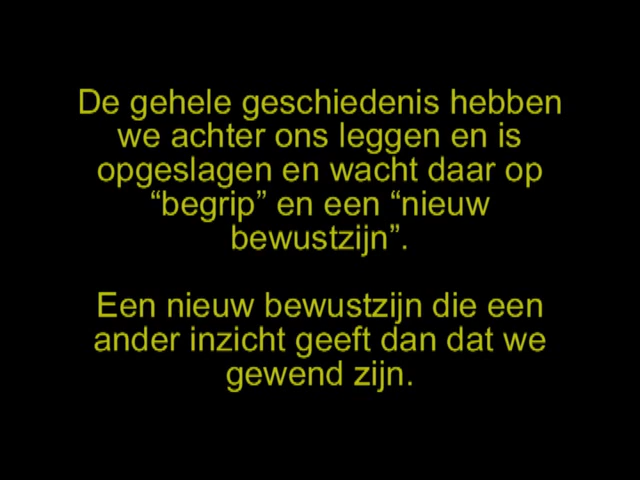 De gehele geschiedenis hebben
we achter ons leggen en is
opgeslagen en wacht daar op
“begrip” en een “nieuw
bewustzijn”.
Een nieuw bewustzijn die een
ander inzicht geeft dan dat we
gewend zijn.